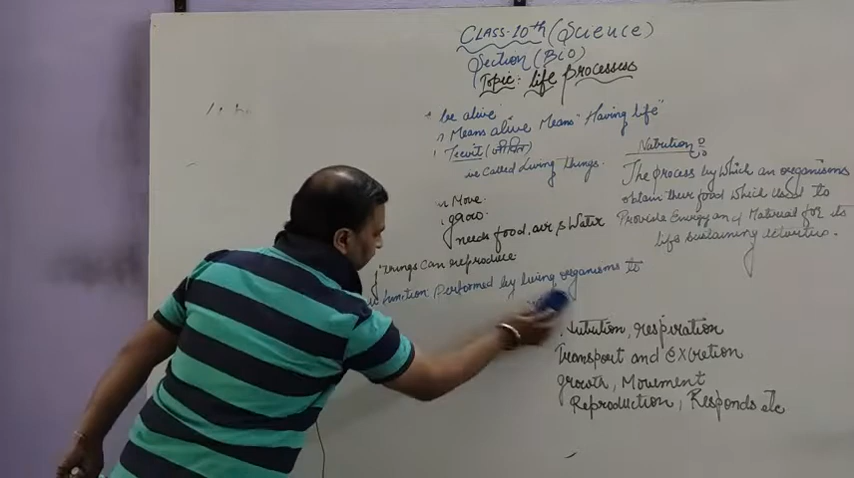 CLASS-10th (Science)
Section (BIO)
Topic: life processes
be alive
Means alive Means "Having life"
Jeevit (जीवित)
we Called Living things.
Move.
grow.
needs food, air & Water
things can reproduce
function Performed by living organisms to
Nutrition
The process by which an organisms
obtain their food which Used to
Provide Energy and Material for its
life sustaining
Nutrition, respiration
Transport and excretion
growth, Movement
Reproduction, Responds etc